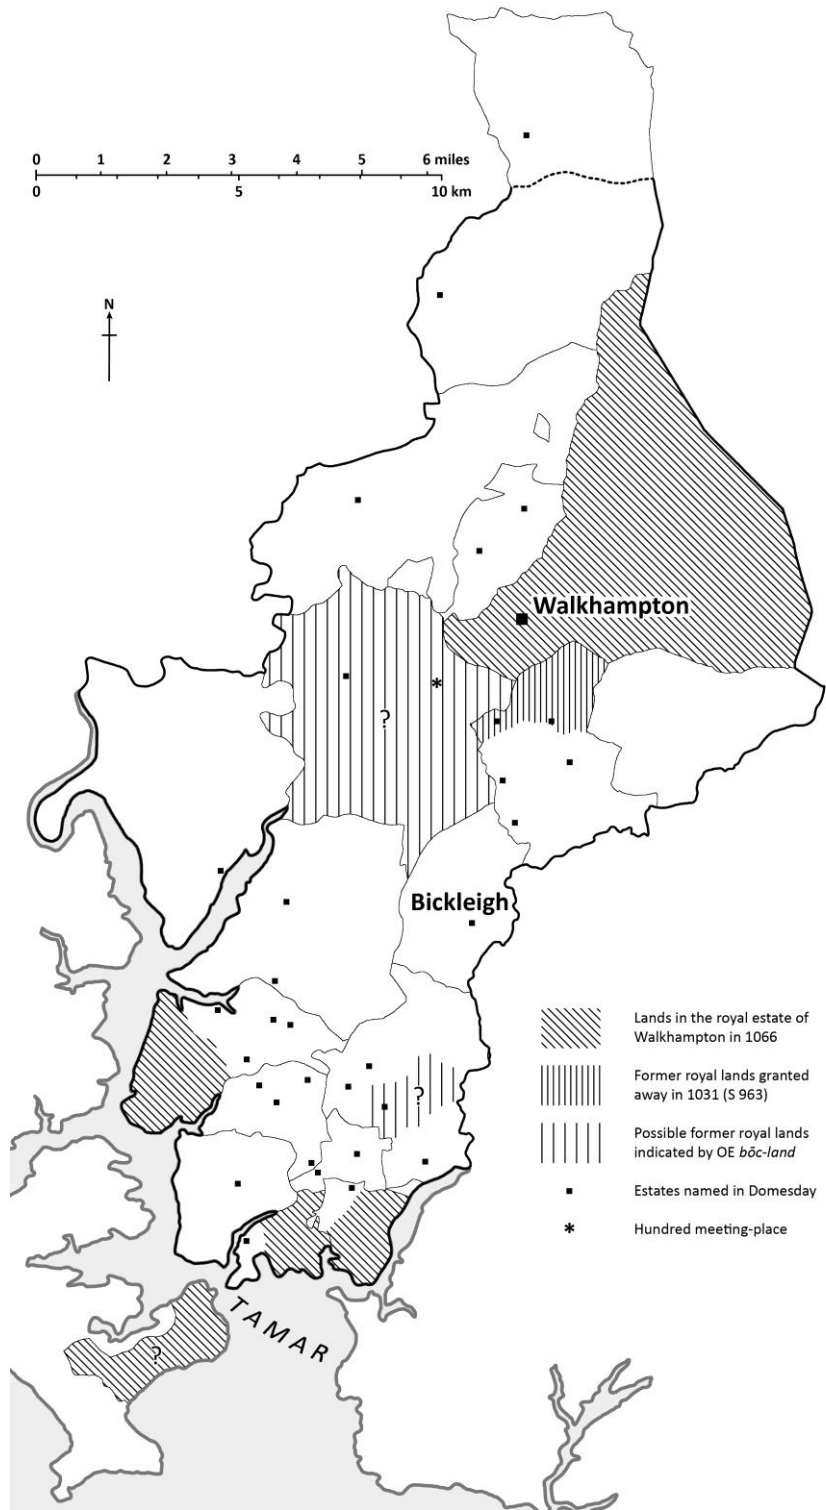 0 1 2 3 4 5 6 miles
0 5 10 km
N
Walkhampton
*
?
Bickleigh
?
Lands in the royal estate of
Walkhampton in 1066
Former royal lands granted
away in 1031 (S 963)
Possible former royal lands
indicated by OE bōc-land
Estates named in Domesday
* Hundred meeting-place
TAMAR
?